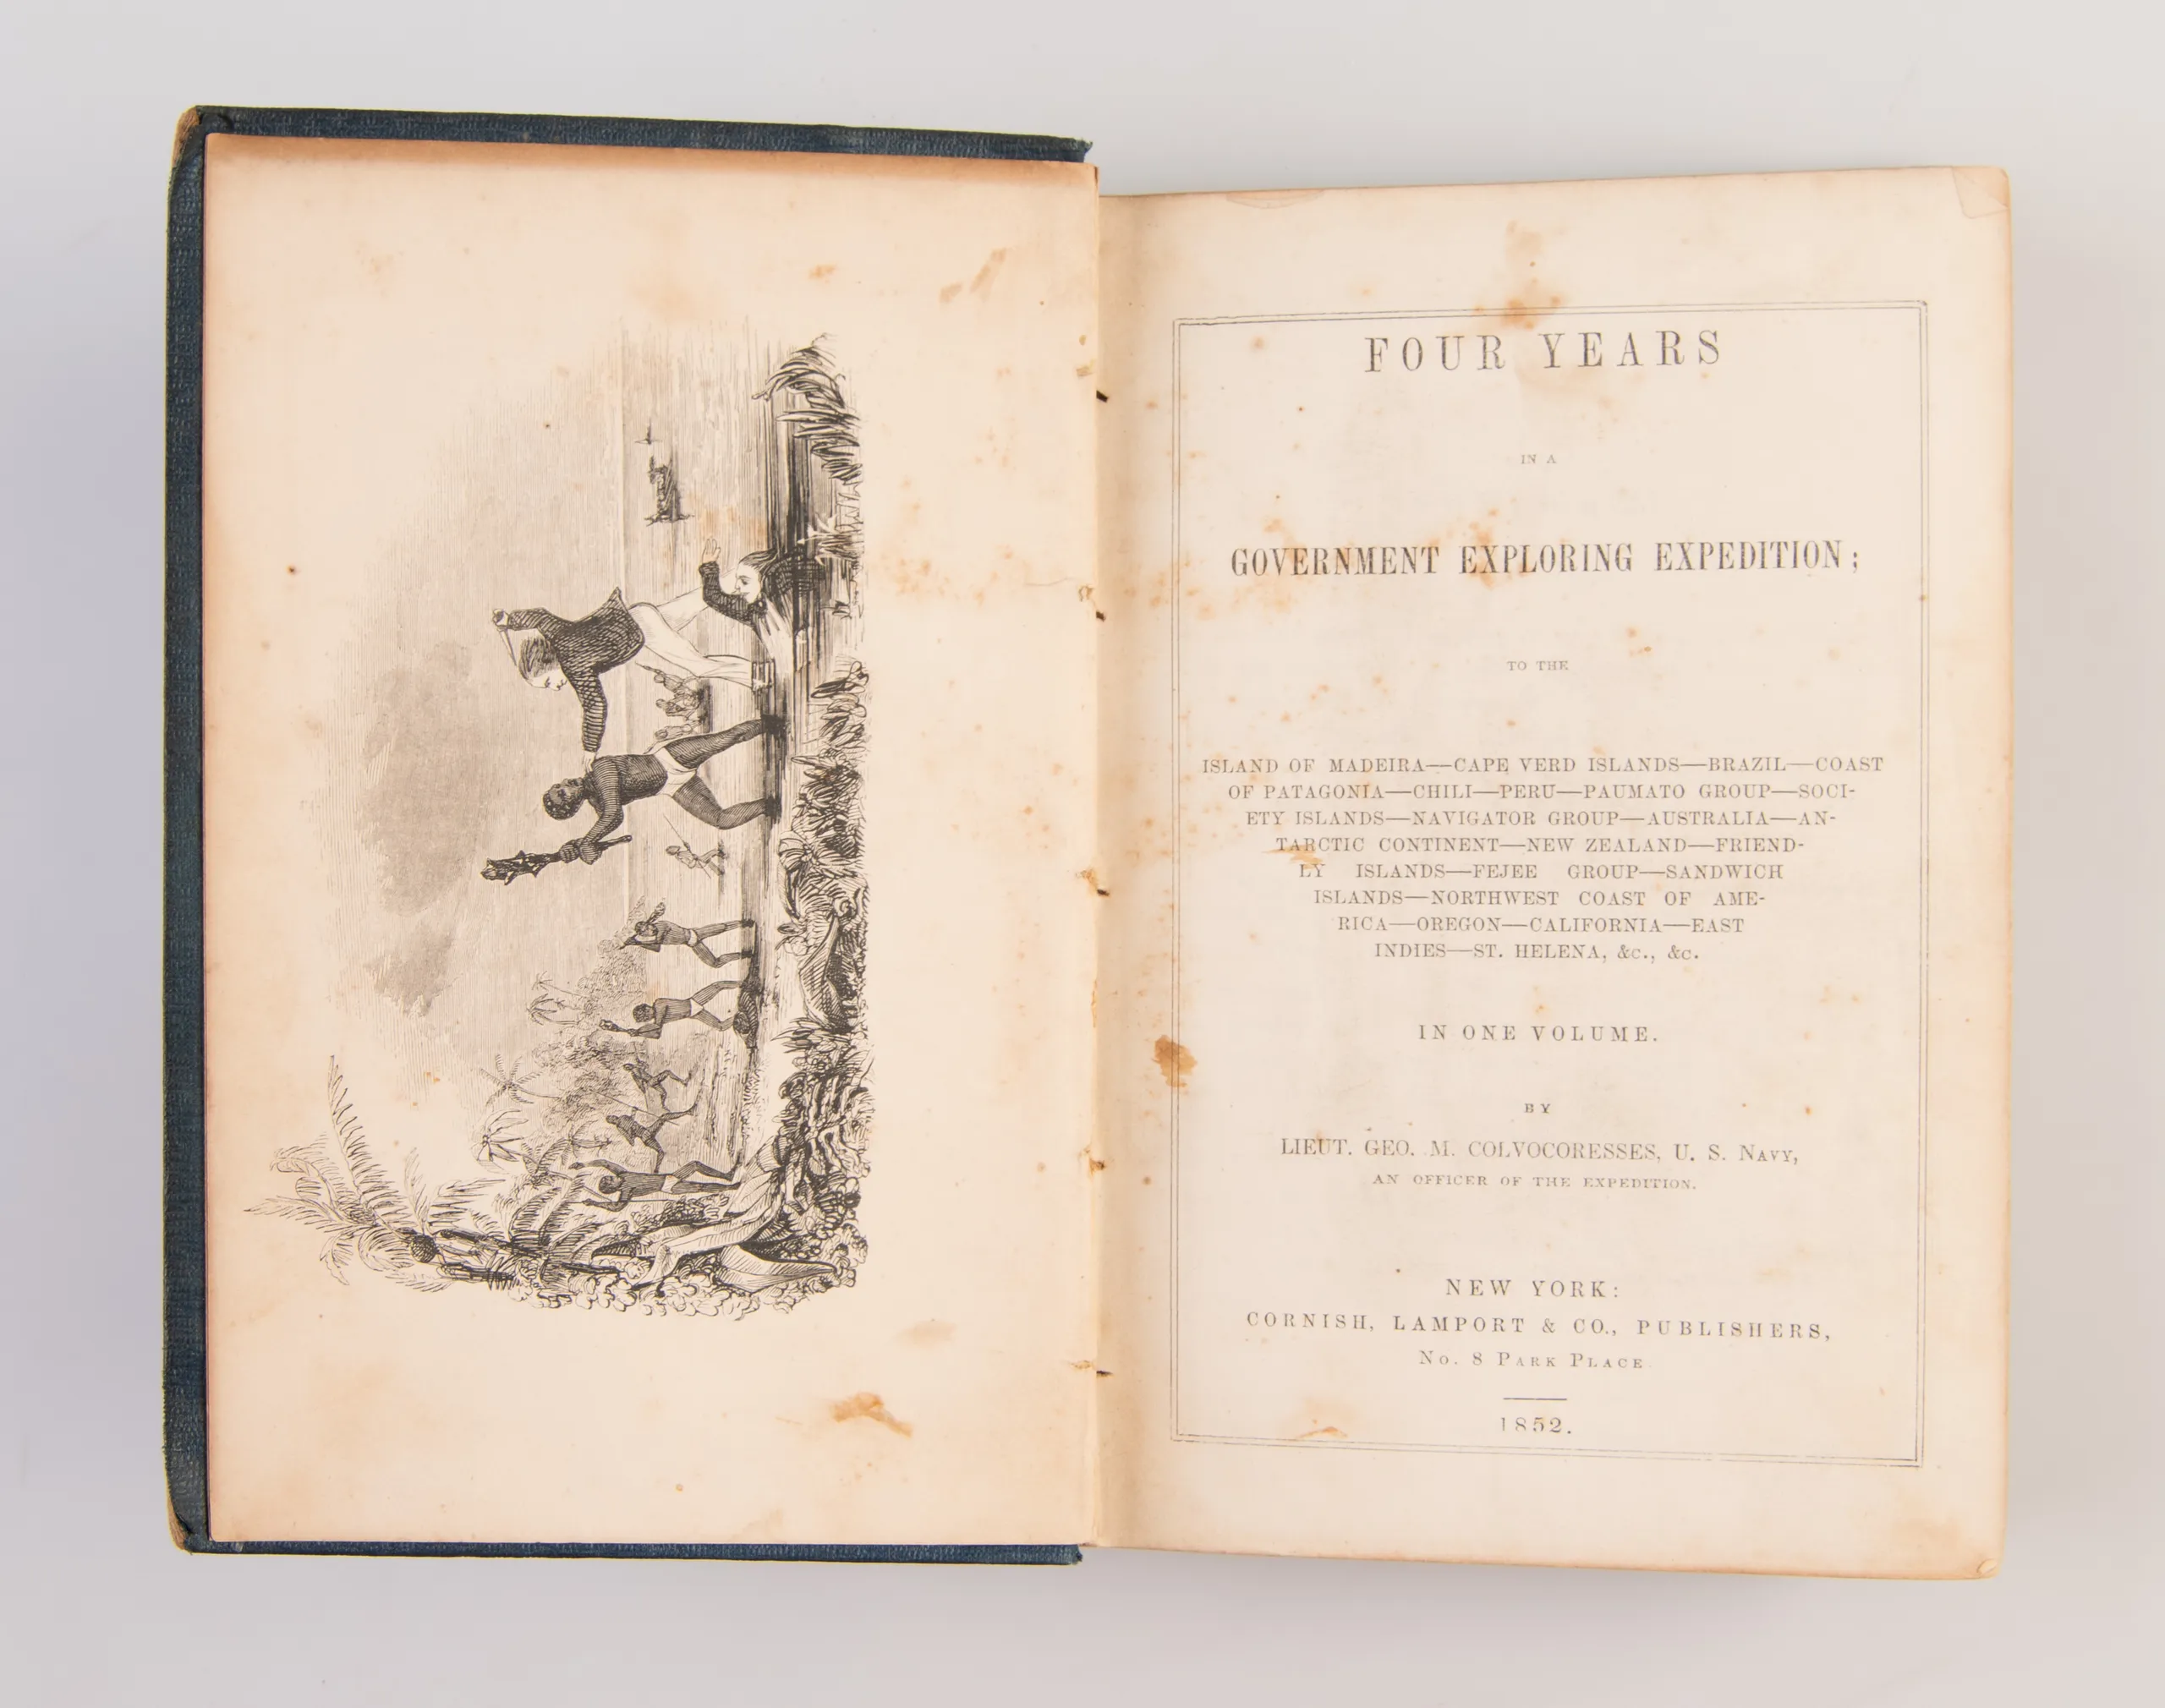 FOUR YEARS
IN A
GOVERNMENT EXPLORING EXPEDITION;
TO THE
ISLAND OF MADEIRA—CAPE VERD ISLANDS—BRAZIL—COAST
OF PATAGONIA—CHILI—PERU—PAUMATO GROUP—SOCI-
ETY ISLANDS—NAVIGATOR GROUP—AUSTRALIA—AN-
TARCTIC CONTINENT—NEW ZEALAND—FRIEND-
LY ISLANDS—FEJEE GROUP—SANDWICH
ISLANDS—NORTHWEST COAST OF AME-
RICA—OREGON—CALIFORNIA—EAST
INDIES—ST. HELENA, &c., &c.
IN ONE VOLUME.
BY
LIEUT. GEO. M. COLVOCORESSES, U. S. NAVY,
AN OFFICER OF THE EXPEDITION.
NEW YORK:
CORNISH, LAMPORT & CO., PUBLISHERS,
No. 8 PARK PLACE
1852.